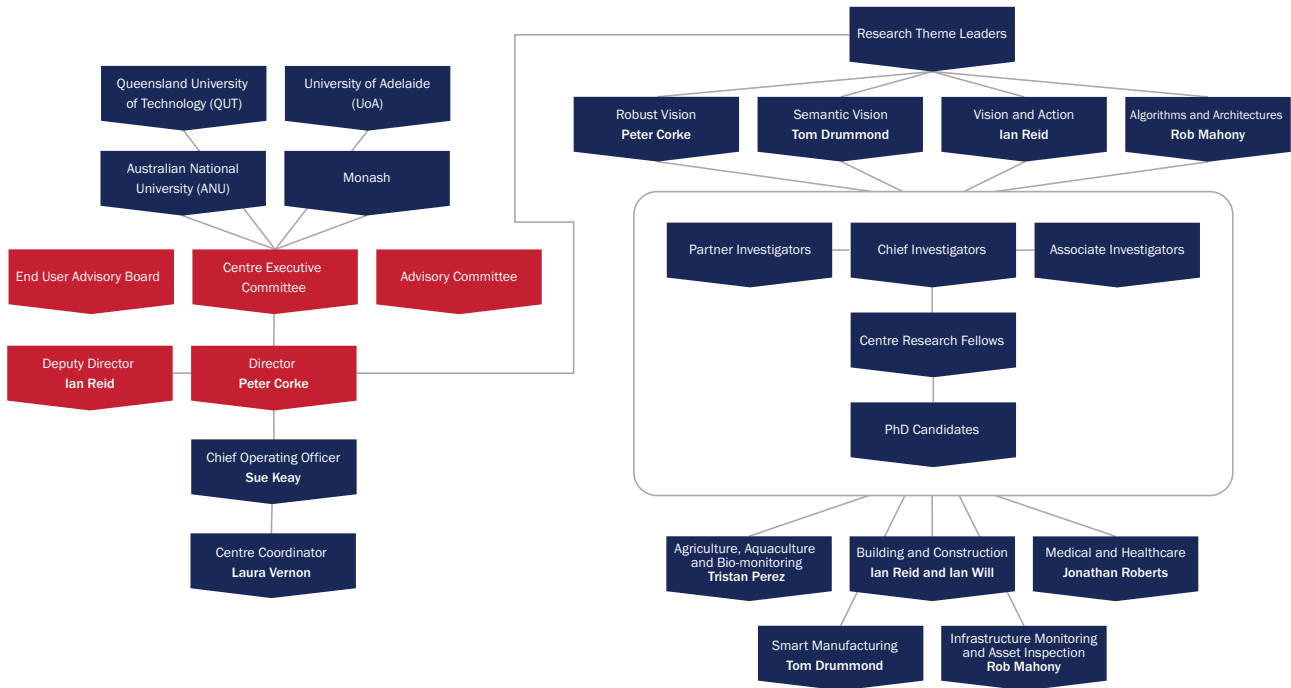 Research Theme Leaders
Queensland University
of Technology (QUT)
University of Adelaide
(UoA)
Robust Vision
Peter Corke
Semantic Vision
Tom Drummond
Vision and Action
Ian Reid
Algorithms and Architectures
Rob Mahony
Australian National
University (ANU)
Monash
End User Advisory Board
Centre Executive
Committee
Advisory Committee
Partner Investigators
Chief Investigators
Associate Investigators
Centre Research Fellows
Deputy Director
Ian Reid
Director
Peter Corke
PhD Candidates
Chief Operating Officer
Sue Keay
Centre Coordinator
Laura Vernon
Agriculture, Aquaculture
and Bio-monitoring
Tristan Perez
Building and Construction
Ian Reid and Ian Will
Medical and Healthcare
Jonathan Roberts
Smart Manufacturing
Tom Drummond
Infrastructure Monitoring
and Asset Inspection
Rob Mahony